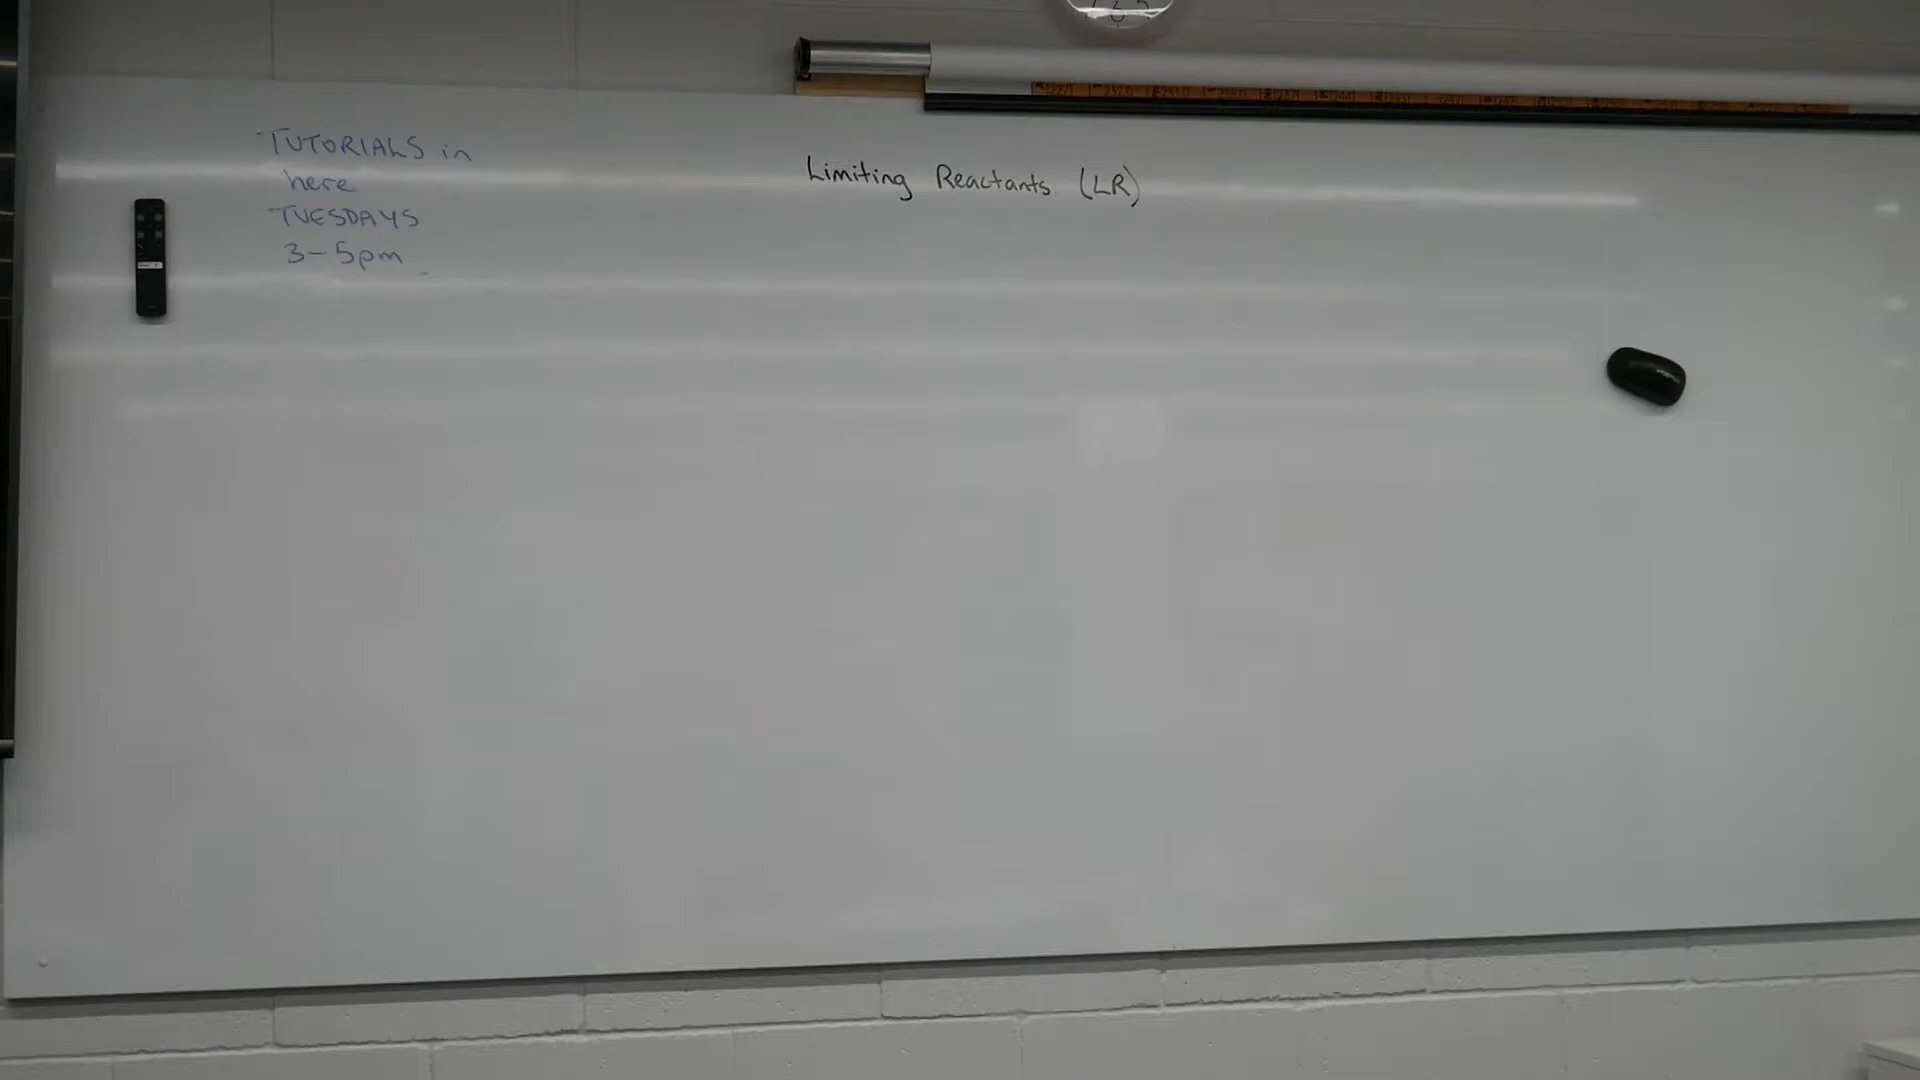 TUTORIALS in
here
TUESDAYS
3-5pm
Limiting Reactants (LR)